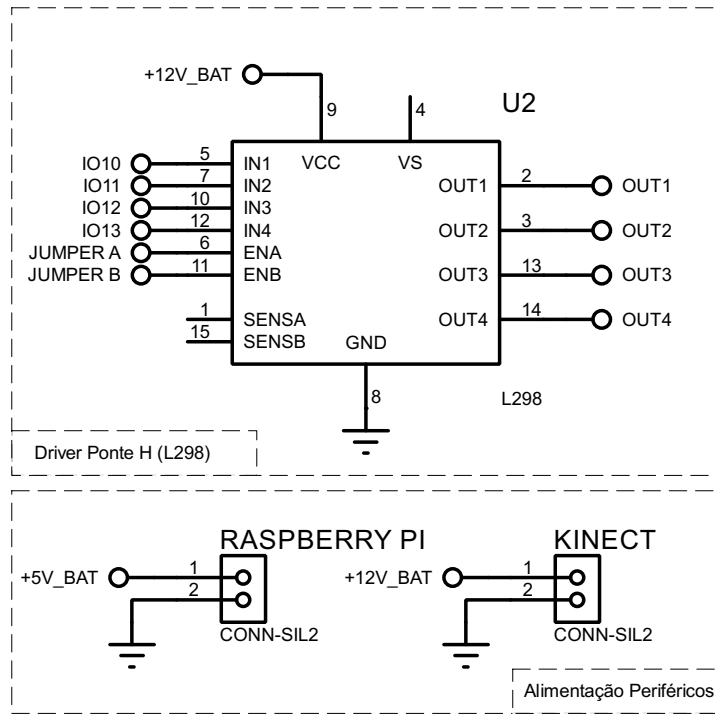 +12V_BAT
9
4
U2
IO10 5 IN1 VCC VS
IO11 7 IN2 OUT1 2 OUT1
IO12 10 IN3
IO13 12 IN4 OUT2 3 OUT2
JUMPER A 6 ENA
JUMPER B 11 ENB OUT3 13 OUT3
1 SENSA OUT4 14 OUT4
15 SENSB GND
8
L298
Driver Ponte H (L298)
RASPBERRY PI
+5V_BAT 1
2
CONN-SIL2
KINECT
+12V_BAT 1
2
CONN-SIL2
Alimentação Periféricos